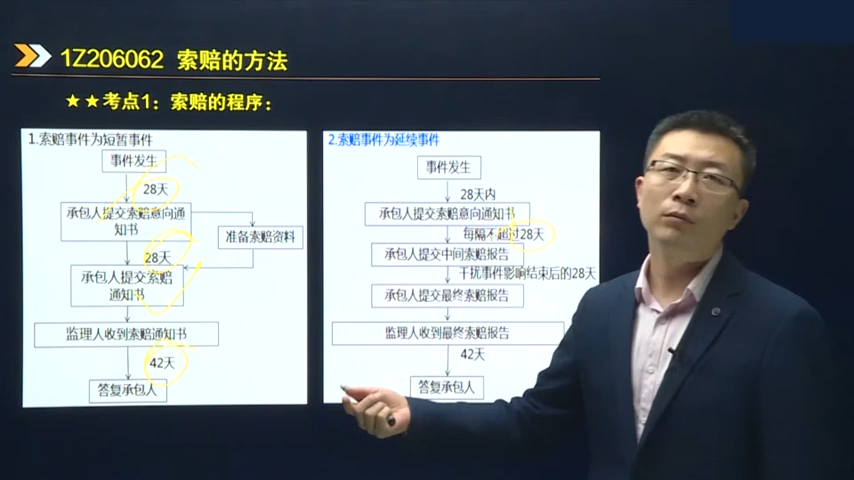 1Z206062 索赔的方法
★★考点1：索赔的程序：
1.索赔事件为短暂事件
事件发生
28天
承包人提交索赔意向通
知书
准备索赔资料
28天
承包人提交索赔
通知书
监理人收到索赔通知书
42天
答复承包人
2.索赔事件为延续事件
事件发生
28天内
承包人提交索赔意向通知书
每隔不超过28天
承包人提交中间索赔报告
干扰事件影响结束后的28天
承包人提交最终索赔报告
监理人收到最终索赔报告
42天
答复承包人